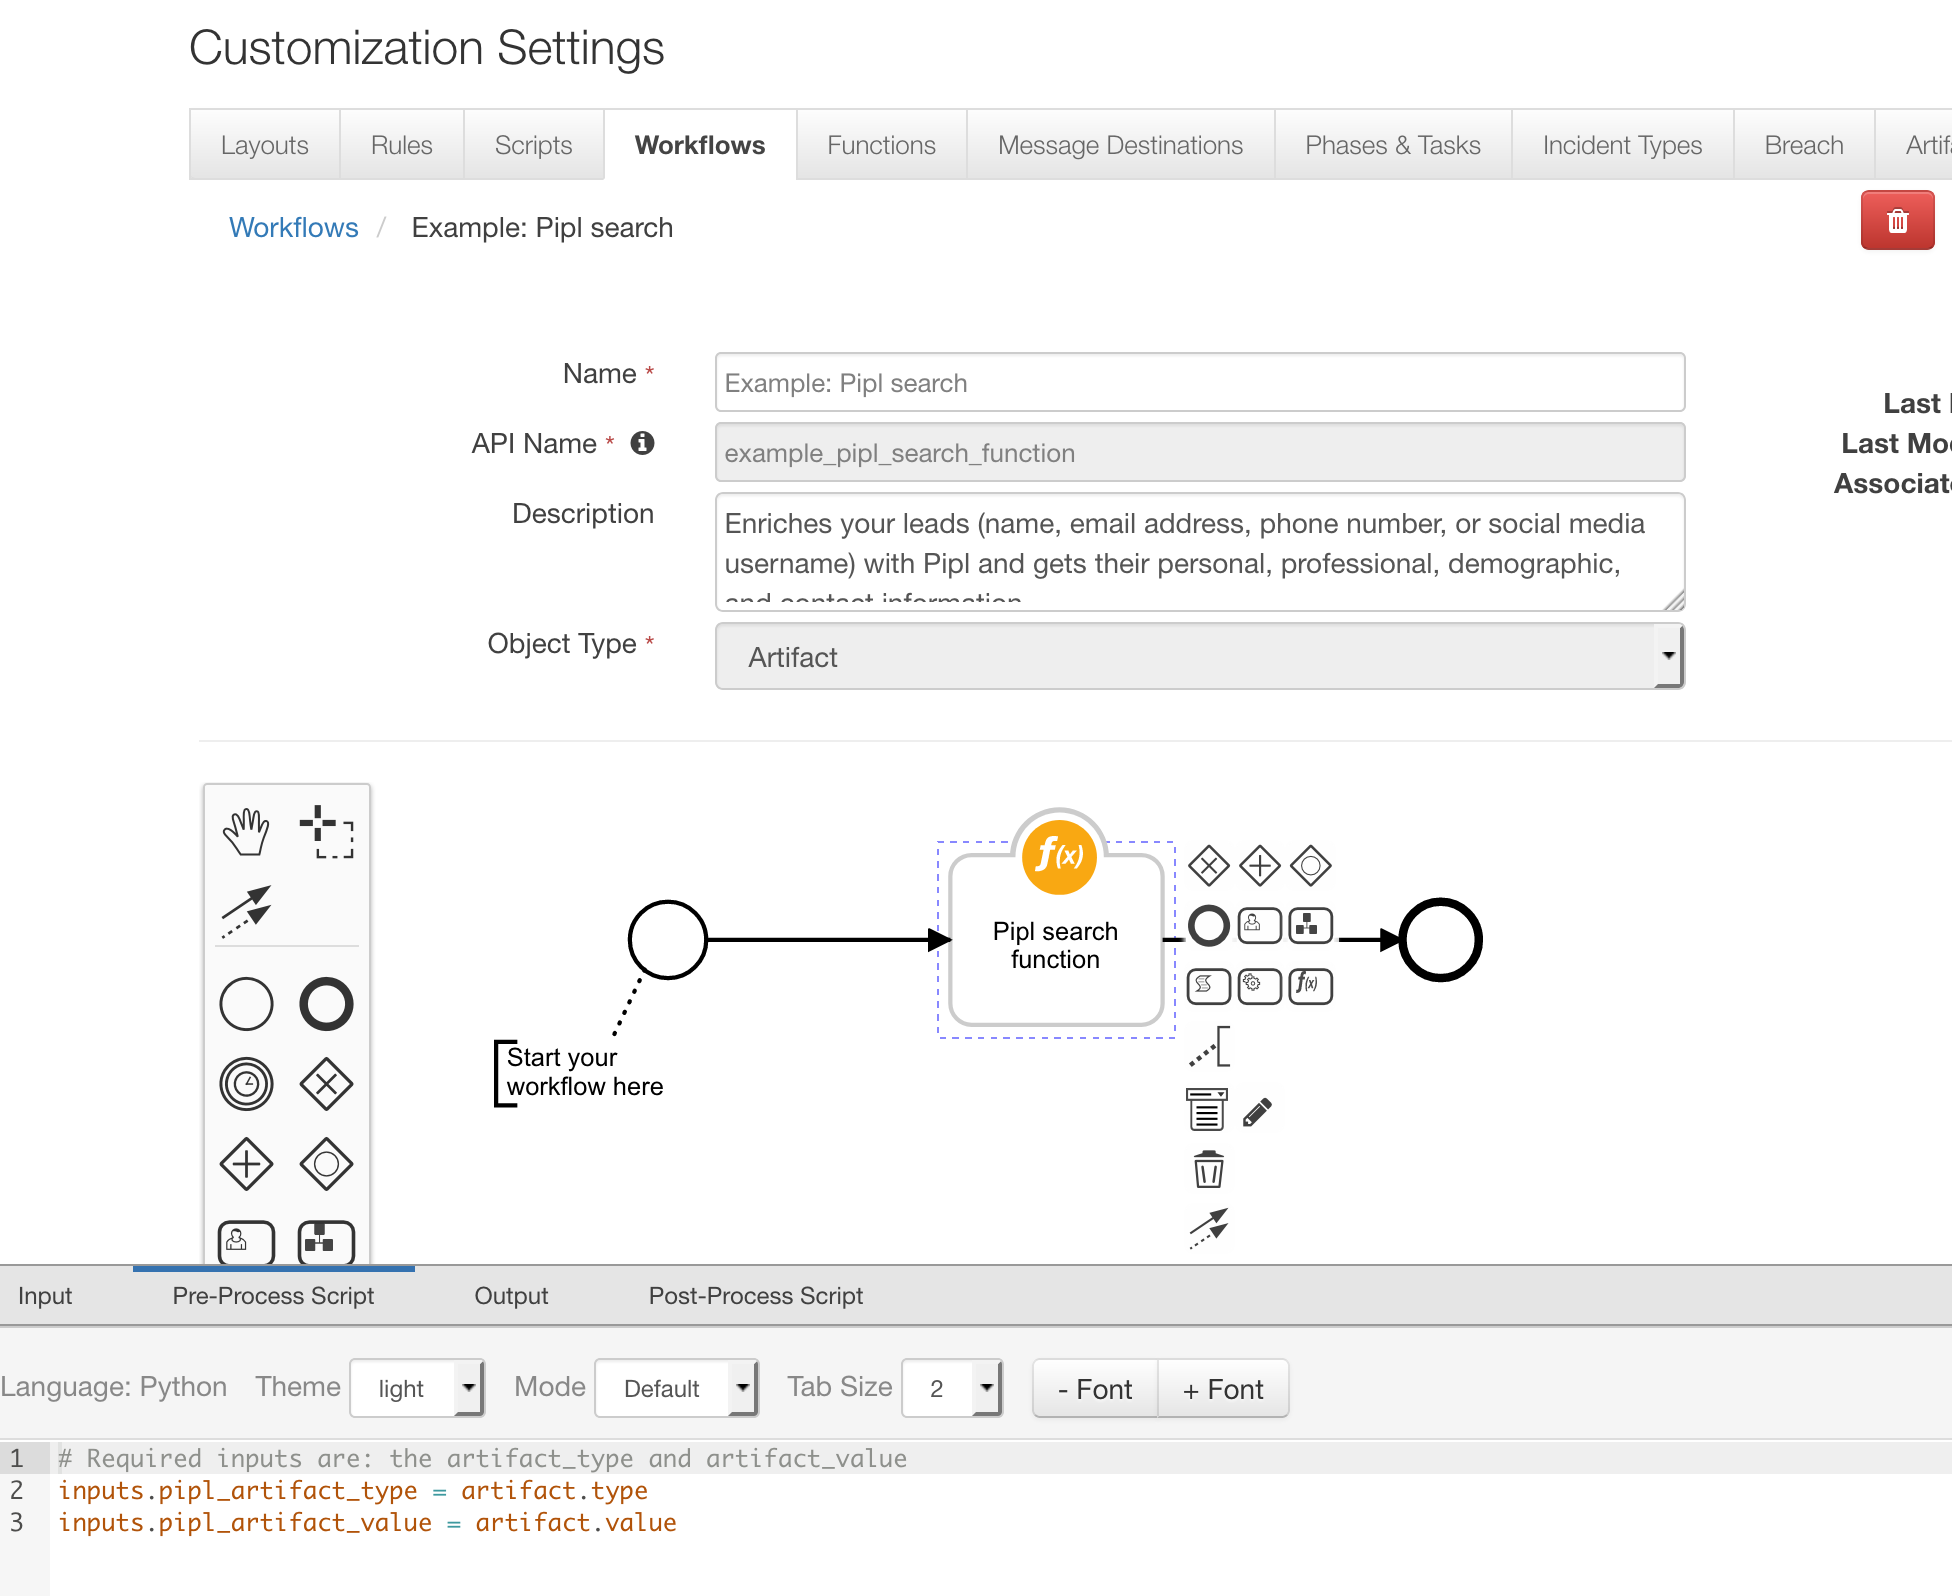 Customization Settings
Layouts Rules Scripts Workflows Functions Message Destinations Phases & Tasks Incident Types Breach Artif
Workflows / Example: Pipl search
Name * Example: Pipl search
Last
API Name * example_pipl_search_function
Last Mo
Description Enriches your leads (name, email address, phone number, or social media
username) with Pipl and gets their personal, professional, demographic,
and contact information
Associat
Object Type * Artifact
f(x)
Pipl search
function
f(x)
Start your
workflow here
Input Pre-Process Script Output Post-Process Script
Language: Python Theme light Mode Default Tab Size 2 - Font + Font
1 # Required inputs are: the artifact_type and artifact_value
2 inputs.pipl_artifact_type = artifact.type
3 inputs.pipl_artifact_value = artifact.value